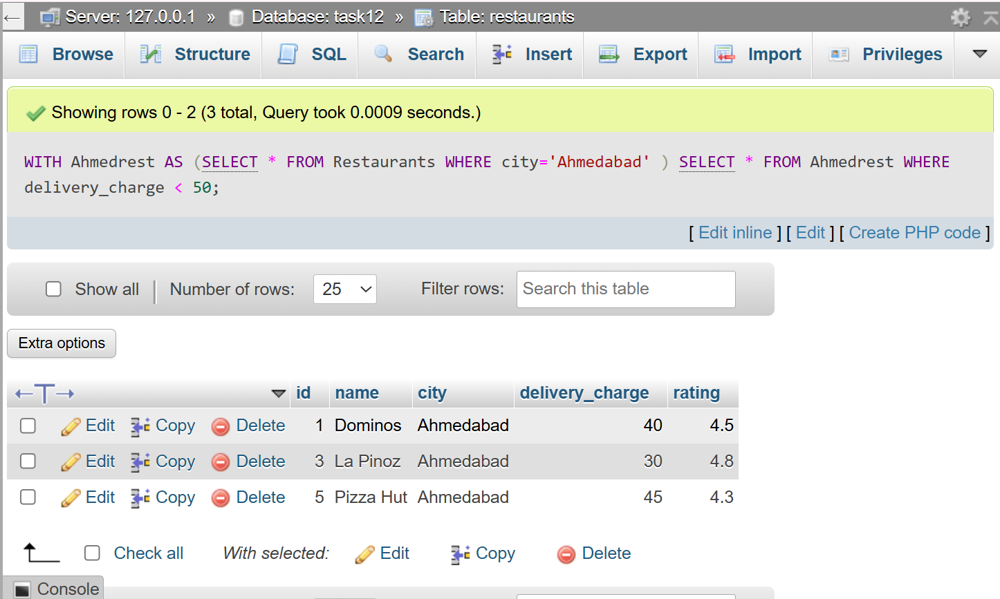 ← Server: 127.0.0.1 » Database: task12 » Table: restaurants
Browse Structure SQL Search Insert Export Import Privileges
Showing rows 0 - 2 (3 total, Query took 0.0009 seconds.)
WITH Ahmedrest AS (SELECT * FROM Restaurants WHERE city='Ahmedabad' ) SELECT * FROM Ahmedrest WHERE
delivery_charge < 50;
[ Edit inline ] [ Edit ] [ Create PHP code ]
Show all Number of rows: 25 Filter rows: Search this table
Extra options
←T→ id name city delivery_charge rating
Edit Copy Delete 1 Dominos Ahmedabad 40 4.5
Edit Copy Delete 3 La Pinoz Ahmedabad 30 4.8
Edit Copy Delete 5 Pizza Hut Ahmedabad 45 4.3
Check all With selected: Edit Copy Delete
Console